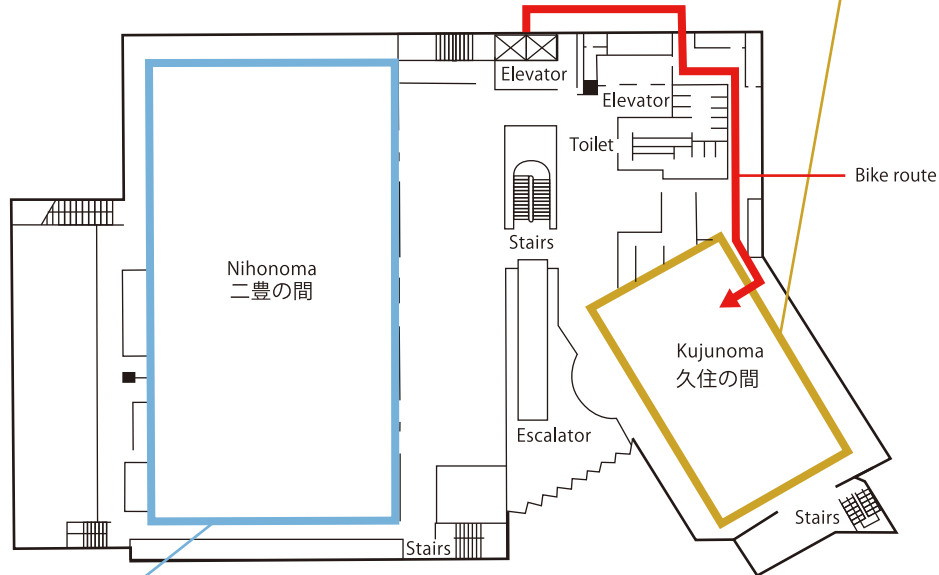 Elevator
Elevator
Toilet
Bike route
Stairs
Nihonoma
二豊の間
Kujunoma
久住の間
Escalator
Stairs
Stairs